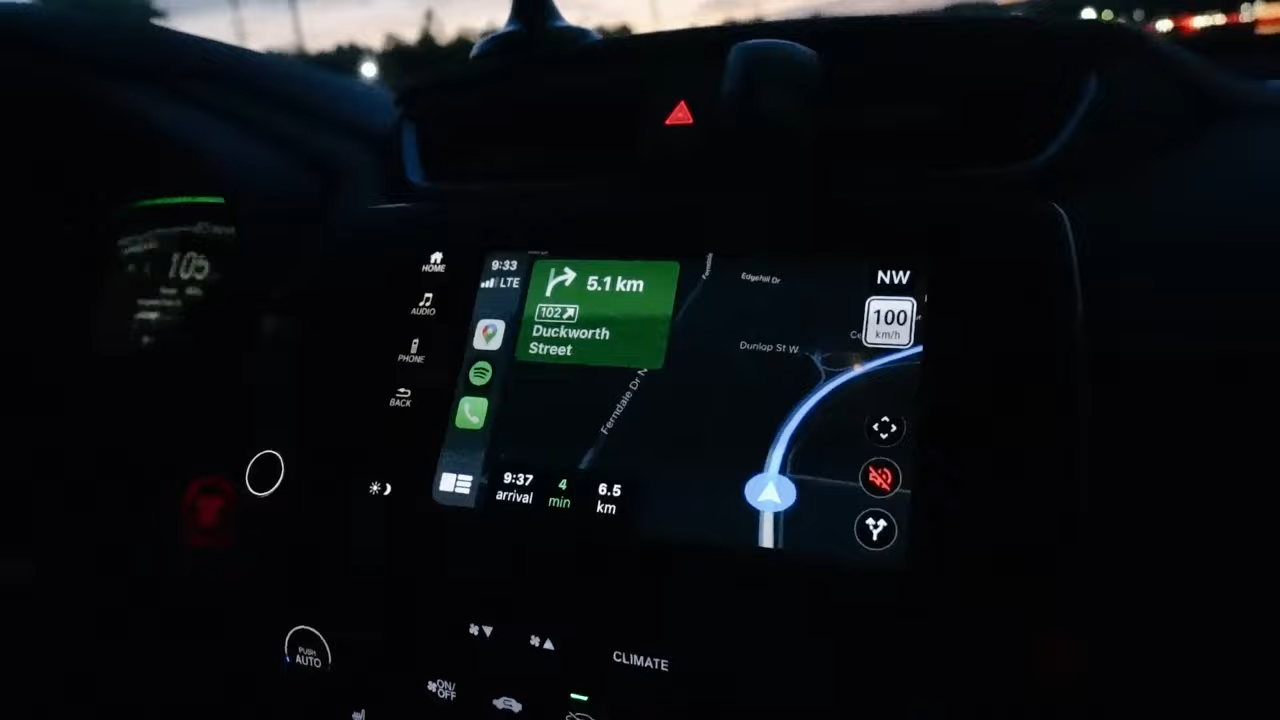 105
HOME
AUDIO
PHONE
BACK
9:33
LTE
5.1 km
102
Duckworth
Street
Ferndale Dr N
Edgehill Dr
Dunlop St W
NW
100
km/h
9:37
arrival
4
min
6.5
km
PUSH
AUTO
CLIMATE
ON/
OFF